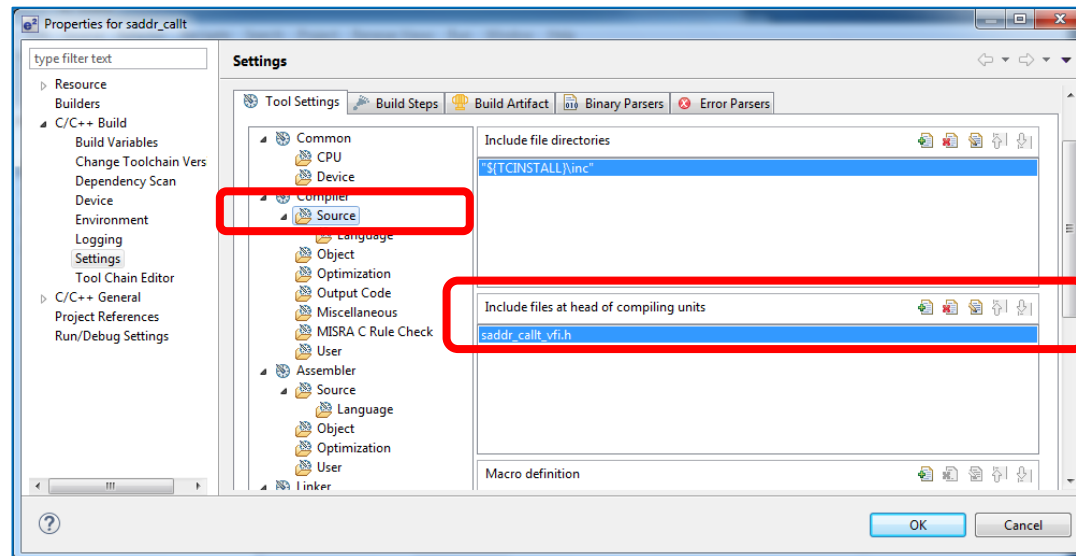 e² Properties for saddr_callt
type filter text
Resource
Builders
C/C++ Build
Build Variables
Change Toolchain Vers
Dependency Scan
Device
Environment
Logging
Settings
Tool Chain Editor
C/C++ General
Project References
Run/Debug Settings
Settings
Tool Settings Build Steps Build Artifact Binary Parsers Error Parsers
Common
CPU
Device
Compiler
Source
Language
Object
Optimization
Output Code
Miscellaneous
MISRA C Rule Check
User
Assembler
Source
Language
Object
Optimization
User
Linker
Include file directories
"${TCINSTALL}\inc"
Include files at head of compiling units
saddr_callt_vfi.h
Macro definition
OK Cancel